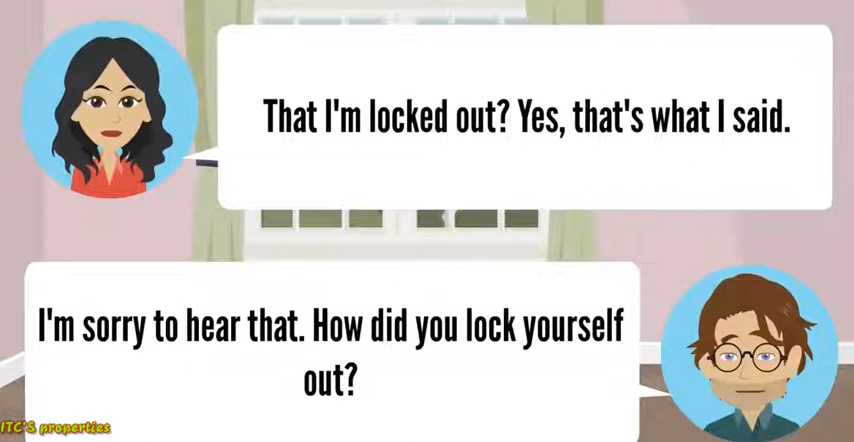 That I'm locked out? Yes, that's what I said.
I'm sorry to hear that. How did you lock yourself
out?
ITC'S properties